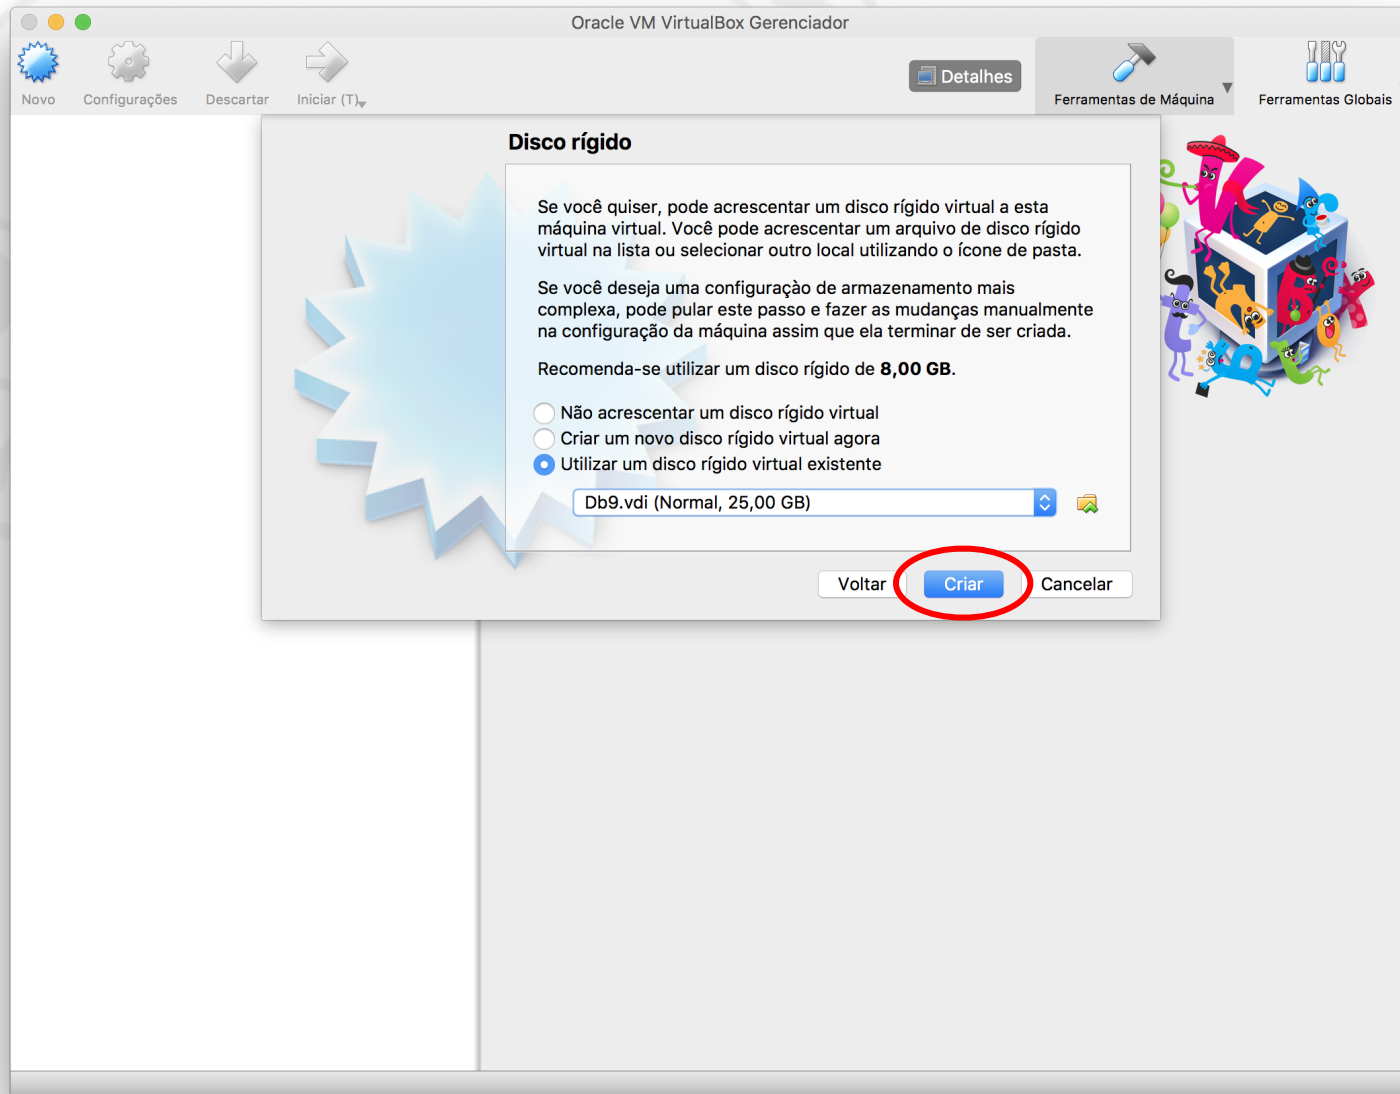 Oracle VM VirtualBox Gerenciador
Novo
Configurações
Descartar
Iniciar (T)
Detalhes
Ferramentas de Máquina
Ferramentas Globais
Disco rígido
Se você quiser, pode acrescentar um disco rígido virtual a esta
máquina virtual. Você pode acrescentar um arquivo de disco rígido
virtual na lista ou selecionar outro local utilizando o ícone de pasta.
Se você deseja uma configuraçào de armazenamento mais
complexa, pode pular este passo e fazer as mudanças manualmente
na configuração da máquina assim que ela terminar de ser criada.
Recomenda-se utilizar um disco rígido de 8,00 GB.
Não acrescentar um disco rígido virtual
Criar um novo disco rígido virtual agora
Utilizar um disco rígido virtual existente
Db9.vdi (Normal, 25,00 GB)
Voltar
Criar
Cancelar